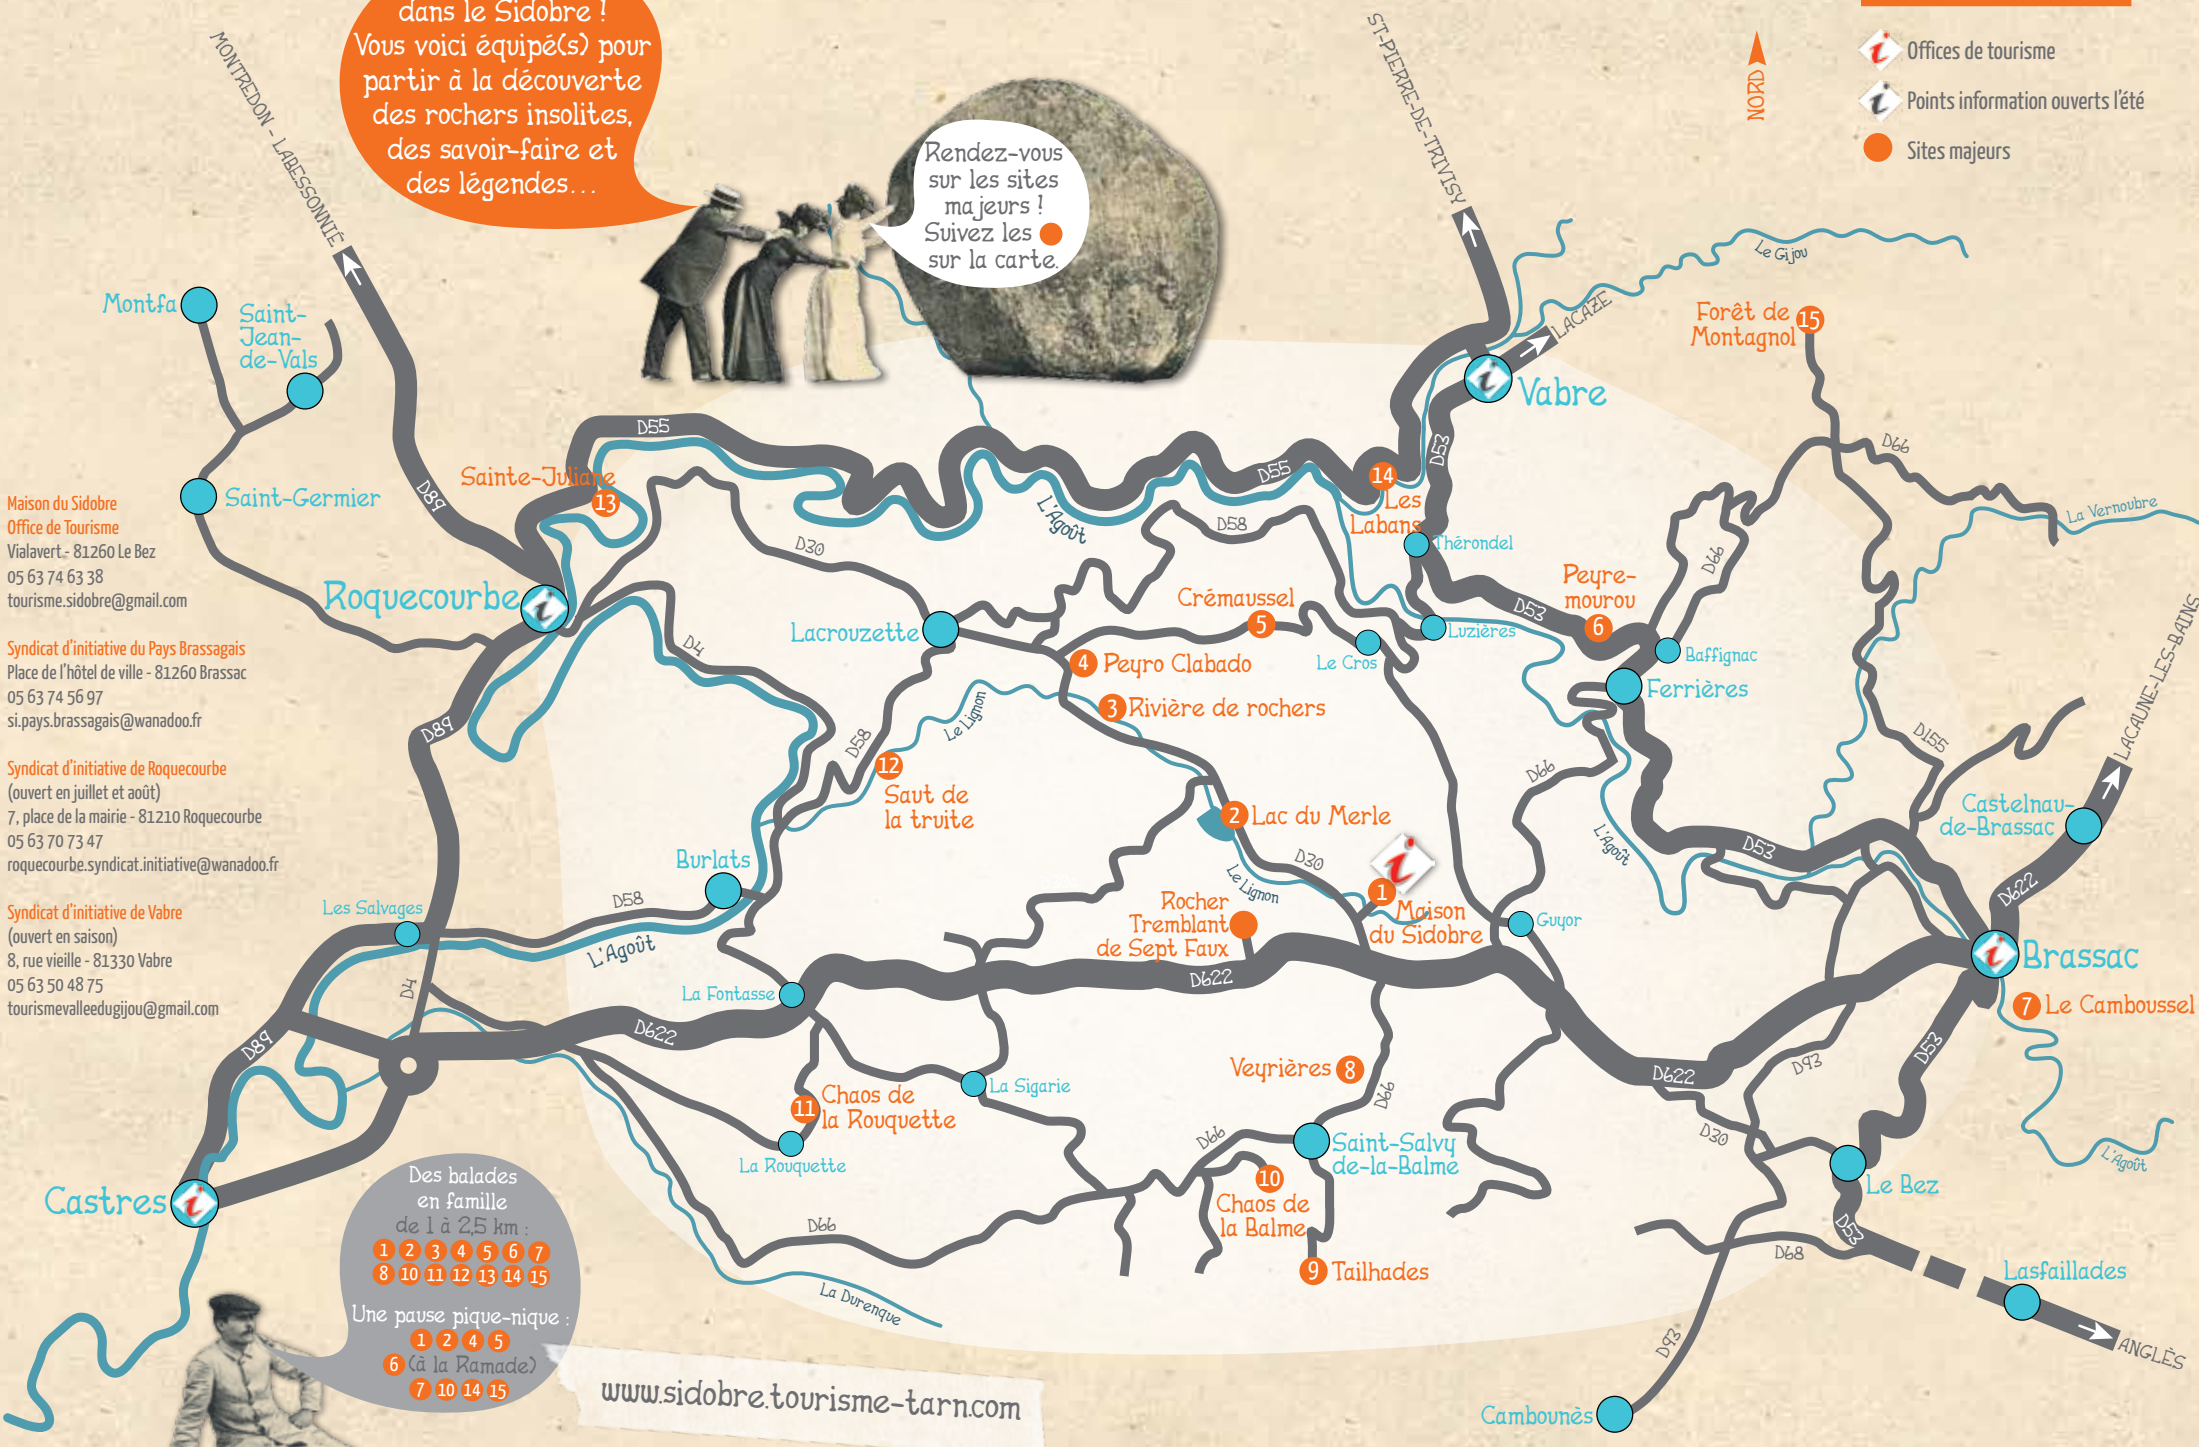 dans le Sidobre !
Vous voici équipé(s) pour
partir à la découverte
des rochers insolites,
des savoir-faire et
des légendes...
Rendez-vous
sur les sites
majeurs !
Suivez les
sur la carte.
NORD
Offices de tourisme
Points information ouverts l'été
Sites majeurs
MONTREDON - LABESSONNIÉ
ST-PIERRE-DE-TRIVISY
LACAZE
Le Gijou
Montfa
Saint-
Jean-
de-Vals
Saint-Germier
Forêt de
Montagnol
15
Vabre
D55
D89
Sainte-Juliane
13
D55
14
Les
Labans
D53
D66
La Vernoubre
L'Agoût
D58
D30
Thérondel
D66
Maison du Sidobre
Office de Tourisme
Vialavert - 81260 Le Bez
05 63 74 63 38
tourisme.sidobre@gmail.com
Syndicat d'initiative du Pays Brassagais
Place de l'hôtel de ville - 81260 Brassac
05 63 74 56 97
si.pays.brassagais@wanadoo.fr
Syndicat d'initiative de Roquecourbe
(ouvert en juillet et août)
7, place de la mairie - 81210 Roquecourbe
05 63 70 73 47
roquecourbe.syndicat.initiative@wanadoo.fr
Syndicat d'initiative de Vabre
(ouvert en saison)
8, rue vieille - 81330 Vabre
05 63 50 48 75
tourismevalleedugijou@gmail.com
Roquecourbe
D4
Lacrouzette
Crémaussel
5
Le Cros
Luzières
D53
Peyre-
mourou
6
Baffignac
Ferrières
4 Peyro Clabado
3 Rivière de rochers
Le Lignon
D58
12
Saut de
la truite
D89
D66
D155
LACAUNE-LES-BAINS
Castelnau-
de-Brassac
2 Lac du Merle
D30
Le Lignon
L'Agoût
D53
D622
Burlats
D58
Les Salvages
L'Agoût
Rocher
Tremblant
de Sept Faux
1
Maison
du Sidobre
Guyor
Brassac
7 Le Camboussel
D622
La Fontasse
D4
D89
D622
D622
D93
D53
Veyrières 8
D66
La Sigarie
11
Chaos de
la Rouquette
La Rouquette
D66
Saint-Salvy
de-la-Balme
10
Chaos de
la Balme
9 Tailhades
D30
L'Agoût
Le Bez
D53
D68
Lasfaillades
ANGLÈS
D93
Cambounès
Castres
D66
La Durenque
Des balades
en famille
de 1 à 2,5 km :
1 2 3 4 5 6 7
8 10 11 12 13 14 15
Une pause pique-nique :
1 2 4 5
6 (à la Ramade)
7 10 14 15
www.sidobre.tourisme-tarn.com